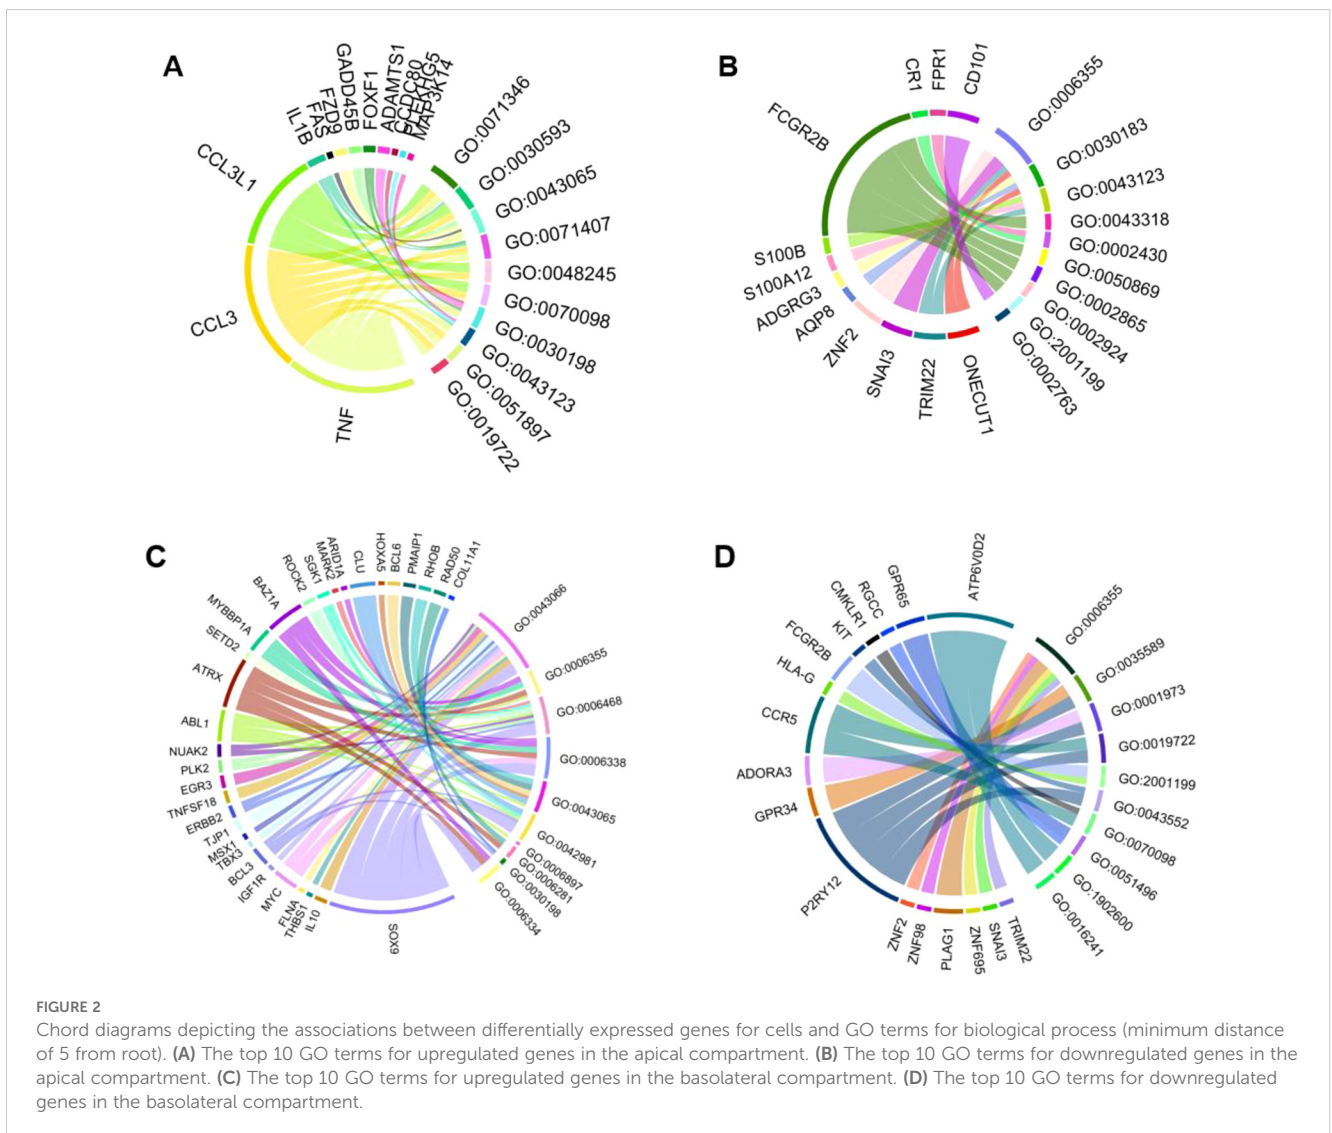 A
IL1B
FAS
FZD9
GADD45B
FOXF1
ADAMTS1
CCDC80
PLEKHG5
MAP3K14
CCL3L1
CCL3
TNF
GO:0071346
GO:0030593
GO:0043065
GO:0071407
GO:0048245
GO:0070098
GO:0030198
GO:0043123
GO:0051897
GO:0019722
B
FCGR2B
CR1
FPR1
CD101
S100B
S100A12
ADGRG3
AQP8
ZNF2
SNAI3
TRIM22
ONECUT1
GO:0006355
GO:0030183
GO:0043123
GO:0043318
GO:0002430
GO:0050869
GO:0002865
GO:0002924
GO:2001199
GO:0002763
C
SETD2
MYBBP1A
BAZ1A
ROCK2
SGK1
MARK2
ARID1A
CLU
HOXA5
BCL6
PMAIP1
RHOB
RAD50
COL11A1
ATRX
ABL1
NUAK2
PLK2
EGR3
TNFSF18
ERBB2
TJP1
MSX1
TBX3
BCL3
IGF1R
MYC
FLNA
THBS1
IL10
SOX9
GO:0043066
GO:0006355
GO:0006468
GO:0006338
GO:0043065
GO:0042981
GO:0006897
GO:0006281
GO:0030198
GO:0006334
D
HLA-G
FCGR2B
KIT
CMKLR1
RGCC
GPR65
ATP6V0D2
CCR5
ADORA3
GPR34
P2RY12
ZNF2
ZNF98
PLAG1
ZNF695
SNAI3
TRIM22
GO:0006355
GO:0035589
GO:0001973
GO:0019722
GO:2001199
GO:0043552
GO:0070098
GO:0051496
GO:1902600
GO:0016241
FIGURE 2
Chord diagrams depicting the associations between differentially expressed genes for cells and GO terms for biological process (minimum distance
of 5 from root). (A) The top 10 GO terms for upregulated genes in the apical compartment. (B) The top 10 GO terms for downregulated genes in the
apical compartment. (C) The top 10 GO terms for upregulated genes in the basolateral compartment. (D) The top 10 GO terms for downregulated
genes in the basolateral compartment.